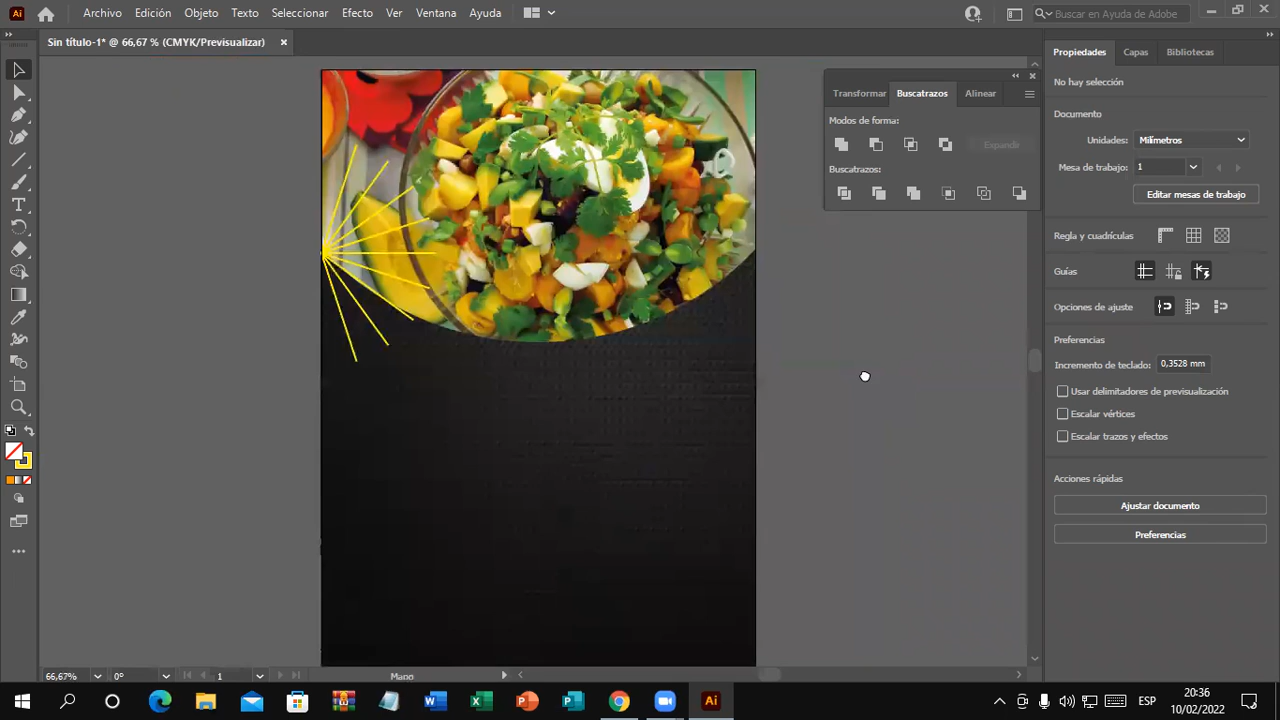 Ai
Archivo Edición Objeto Texto Seleccionar Efecto Ver Ventana Ayuda
Buscar en Ayuda de Adobe
Sin título-1* @ 66,67 % (CMYK/Previsualizar)
Propiedades Capas Bibliotecas
No hay selección
Documento
Unidades: Milímetros
Mesa de trabajo: 1
Editar mesas de trabajo
Regla y cuadrículas
Guías
Opciones de ajuste
Preferencias
Incremento de teclado: 0,3528 mm
Usar delimitadores de previsualización
Escalar vértices
Escalar trazos y efectos
Acciones rápidas
Ajustar documento
Preferencias
Transformar Buscatrazos Alinear
Modos de forma:
Expandir
Buscatrazos:
66,67% 0° 1 Mano
ESP
20:36
10/02/2022